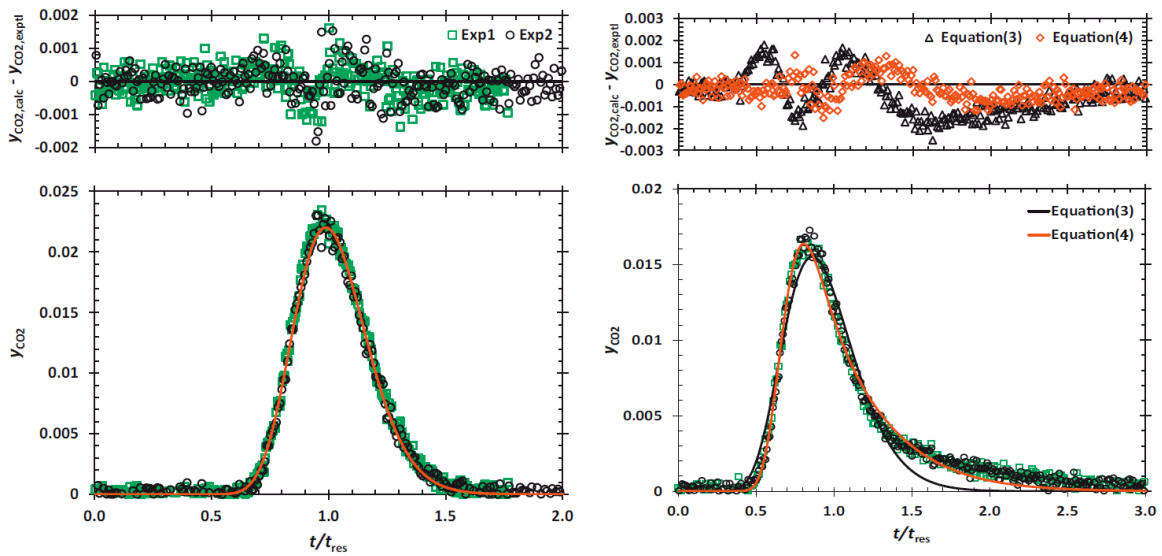 0.002
0.001
0
-0.001
-0.002
yCO2,calc - yCO2,exptl
Exp1 Exp2
0.025
0.020
0.015
0.010
0.005
0
yCO2
0.0 0.5 1.0 1.5 2.0
t/tres
0.003
0.002
0.001
0.000
-0.001
-0.002
-0.003
yCO2,calc - yCO2,exptl
Equation(3) Equation(4)
0.02
0.015
0.01
0.005
0
yCO2
Equation(3)
Equation(4)
0.0 0.5 1.0 1.5 2.0 2.5 3.0
t/tres